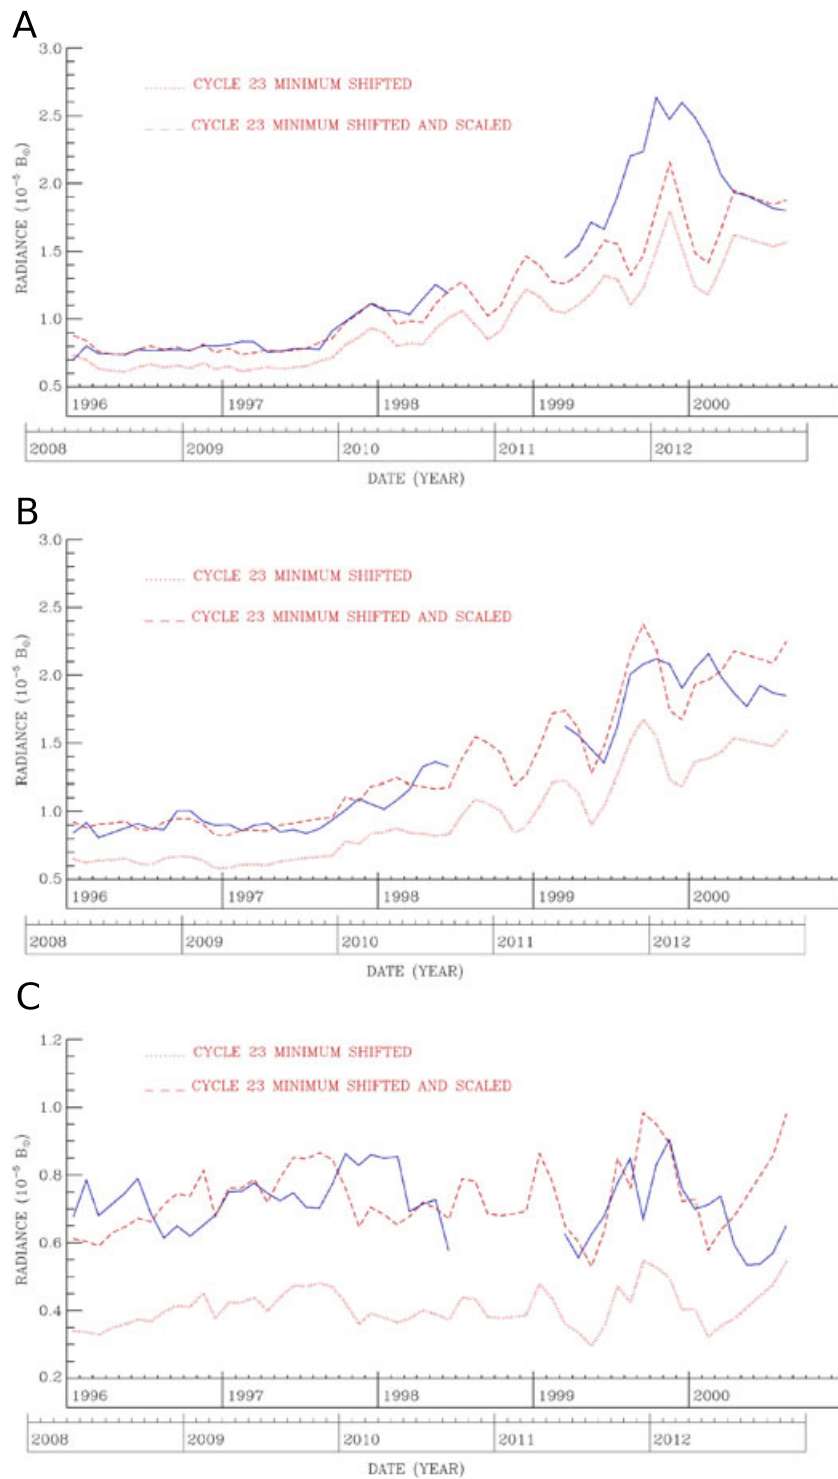 A
3.0
CYCLE 23 MINIMUM SHIFTED
2.5
CYCLE 23 MINIMUM SHIFTED AND SCALED
2.0
RADIANCE (10⁻⁵ B☉)
1.5
1.0
0.5
1996 1997 1998 1999 2000
2008 2009 2010 2011 2012
DATE (YEAR)
B
3.0
CYCLE 23 MINIMUM SHIFTED
2.5
CYCLE 23 MINIMUM SHIFTED AND SCALED
2.0
RADIANCE (10⁻⁵ B☉)
1.5
1.0
0.5
1996 1997 1998 1999 2000
2008 2009 2010 2011 2012
DATE (YEAR)
C
1.2
CYCLE 23 MINIMUM SHIFTED
CYCLE 23 MINIMUM SHIFTED AND SCALED
1.0
0.8
RADIANCE (10⁻⁵ B☉)
0.6
0.4
0.2
1996 1997 1998 1999 2000
2008 2009 2010 2011 2012
DATE (YEAR)